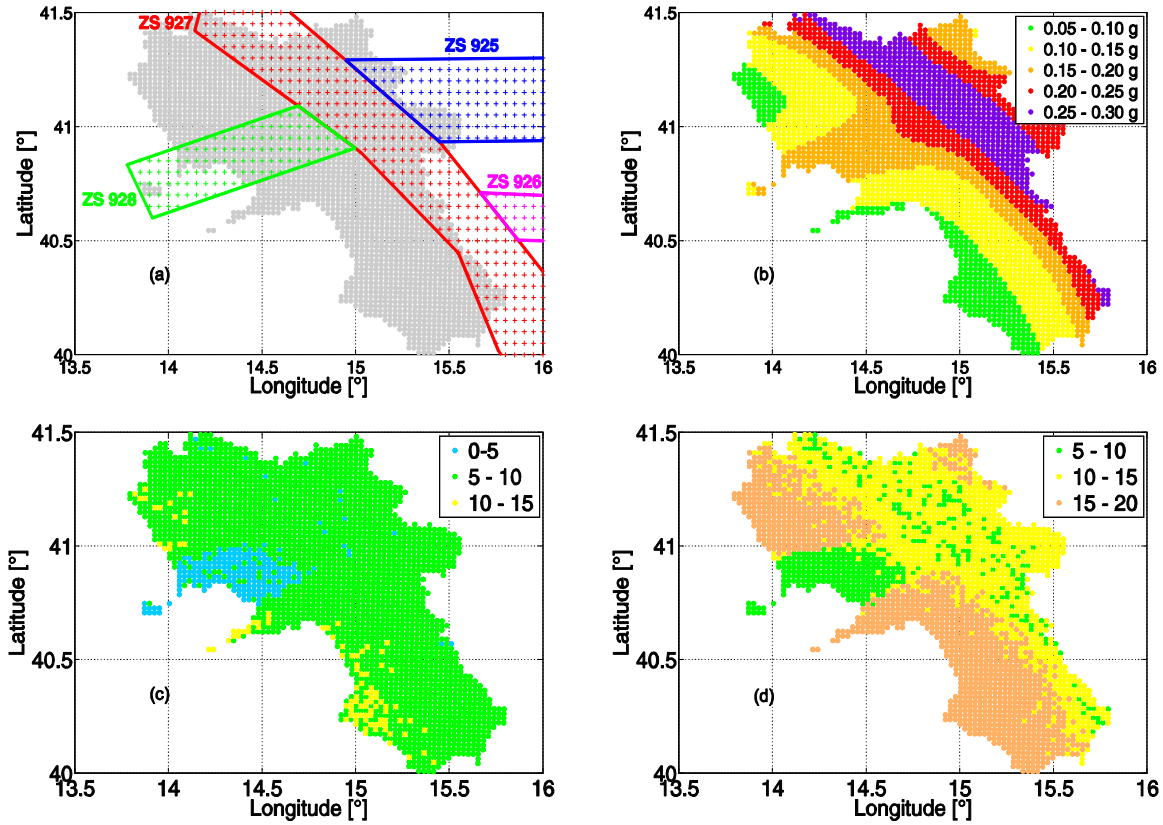 41.5
41
40.5
40
13.5
14
14.5
15
15.5
16
Latitude [°]
Longitude [°]
ZS 927
ZS 925
ZS 926
ZS 928
(a)
41.5
41
40.5
40
13.5
14
14.5
15
15.5
16
Latitude [°]
Longitude [°]
0.05 - 0.10 g
0.10 - 0.15 g
0.15 - 0.20 g
0.20 - 0.25 g
0.25 - 0.30 g
(b)
41.5
41
40.5
40
13.5
14
14.5
15
15.5
16
Latitude [°]
Longitude [°]
0-5
5 - 10
10 - 15
(c)
41.5
41
40.5
40
13.5
14
14.5
15
15.5
16
Latitude [°]
Longitude [°]
5 - 10
10 - 15
15 - 20
(d)